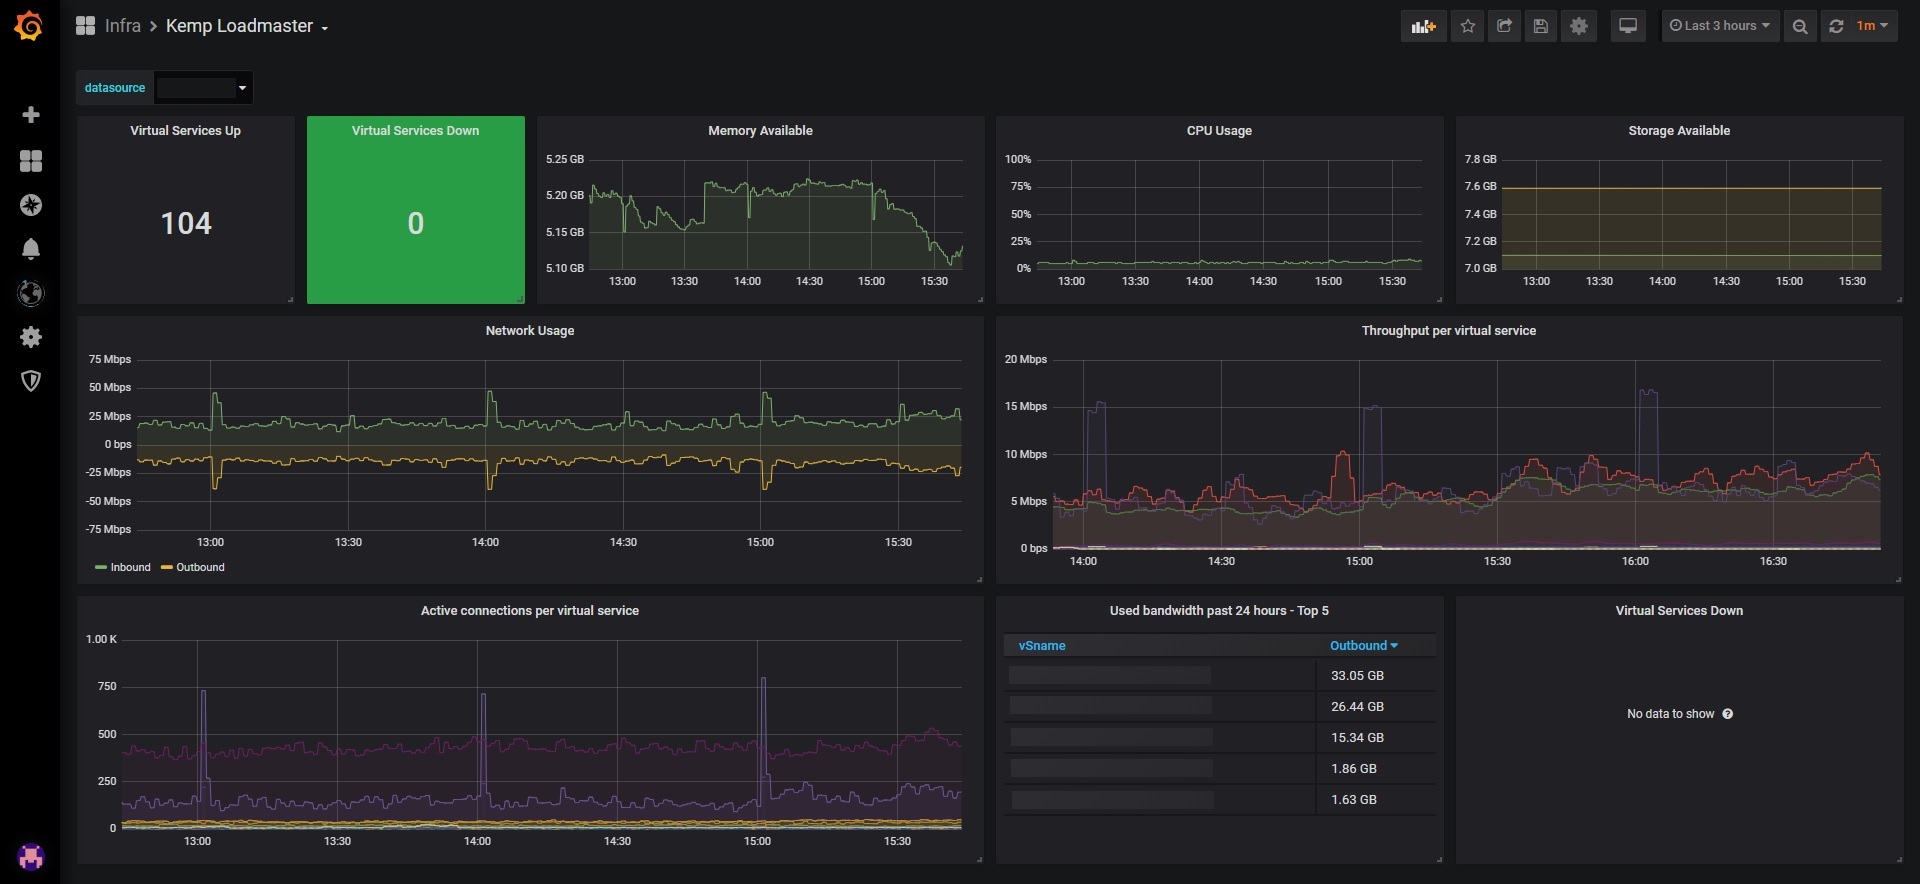 Infra > Kemp Loadmaster
Last 3 hours
1m
datasource
Virtual Services Up
104
Virtual Services Down
0
Memory Available
5.25 GB
5.20 GB
5.15 GB
5.10 GB
13:00 13:30 14:00 14:30 15:00 15:30
CPU Usage
100%
75%
50%
25%
0%
13:00 13:30 14:00 14:30 15:00 15:30
Storage Available
7.8 GB
7.6 GB
7.4 GB
7.2 GB
7.0 GB
13:00 13:30 14:00 14:30 15:00 15:30
Network Usage
75 Mbps
50 Mbps
25 Mbps
0 bps
-25 Mbps
-50 Mbps
-75 Mbps
13:00 13:30 14:00 14:30 15:00 15:30
Inbound Outbound
Throughput per virtual service
20 Mbps
15 Mbps
10 Mbps
5 Mbps
0 bps
14:00 14:30 15:00 15:30 16:00 16:30
Active connections per virtual service
1.00 K
750
500
250
0
13:00 13:30 14:00 14:30 15:00 15:30
Used bandwidth past 24 hours - Top 5
vSname Outbound
33.05 GB
26.44 GB
15.34 GB
1.86 GB
1.63 GB
Virtual Services Down
No data to show